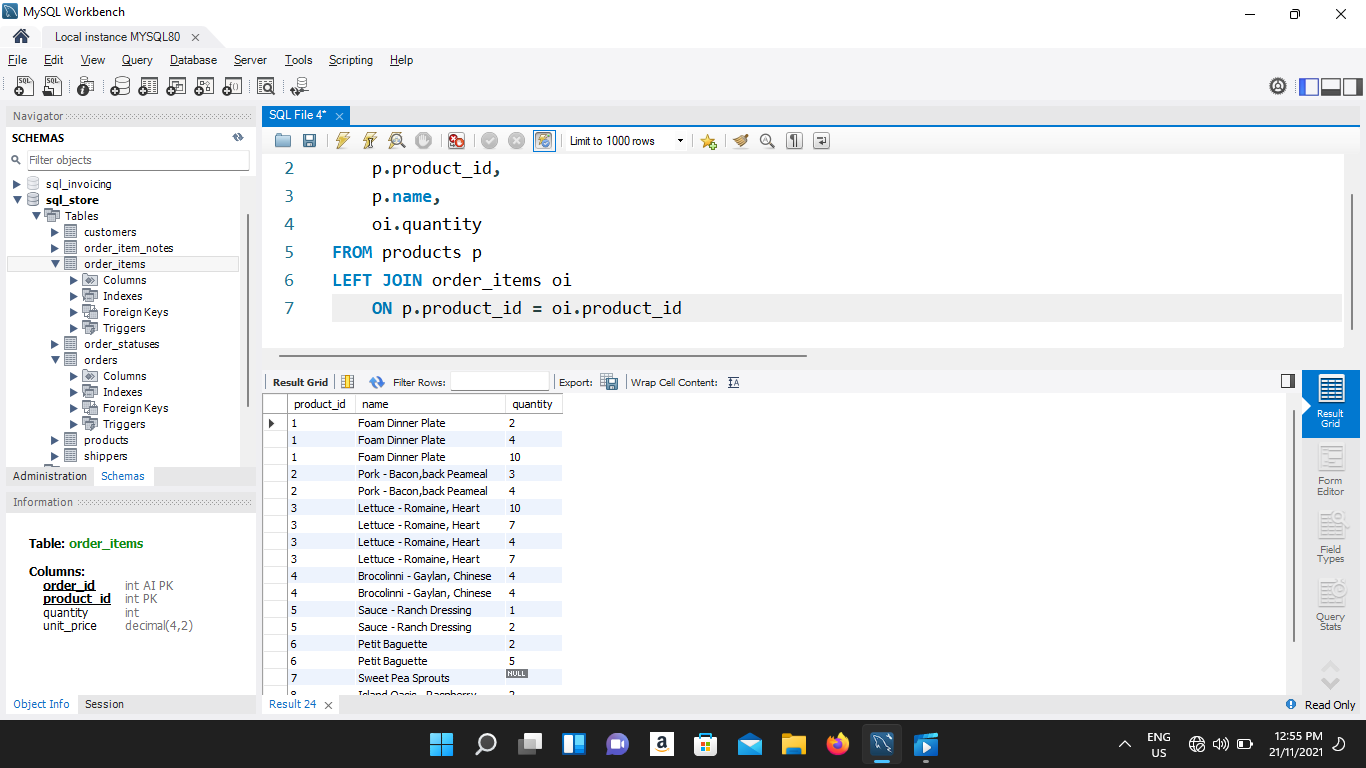 MySQL Workbench
Local instance MYSQL80
File Edit View Query Database Server Tools Scripting Help
Navigator
SCHEMAS
Filter objects
sql_invoicing
sql_store
Tables
customers
order_item_notes
order_items
Columns
Indexes
Foreign Keys
Triggers
order_statuses
orders
Columns
Indexes
Foreign Keys
Triggers
products
shippers
Administration Schemas
Information
Table: order_items
Columns:
order_id int AI PK
product_id int PK
quantity int
unit_price decimal(4,2)
Object Info Session
SQL File 4*
Limit to 1000 rows
2 p.product_id,
3 p.name,
4 oi.quantity
5 FROM products p
6 LEFT JOIN order_items oi
7 ON p.product_id = oi.product_id
Result Grid Filter Rows: Export: Wrap Cell Content:
product_id name quantity
1 Foam Dinner Plate 2
1 Foam Dinner Plate 4
1 Foam Dinner Plate 10
2 Pork - Bacon,back Peameal 3
2 Pork - Bacon,back Peameal 4
3 Lettuce - Romaine, Heart 10
3 Lettuce - Romaine, Heart 7
3 Lettuce - Romaine, Heart 4
3 Lettuce - Romaine, Heart 7
4 Brocolinni - Gaylan, Chinese 4
4 Brocolinni - Gaylan, Chinese 4
5 Sauce - Ranch Dressing 1
5 Sauce - Ranch Dressing 2
6 Petit Baguette 2
6 Petit Baguette 5
7 Sweet Pea Sprouts NULL
8 Island Oasis - Raspberry 2
Result 24
Result
Grid
Form
Editor
Field
Types
Query
Stats
Read Only
ENG
US
12:55 PM
21/11/2021